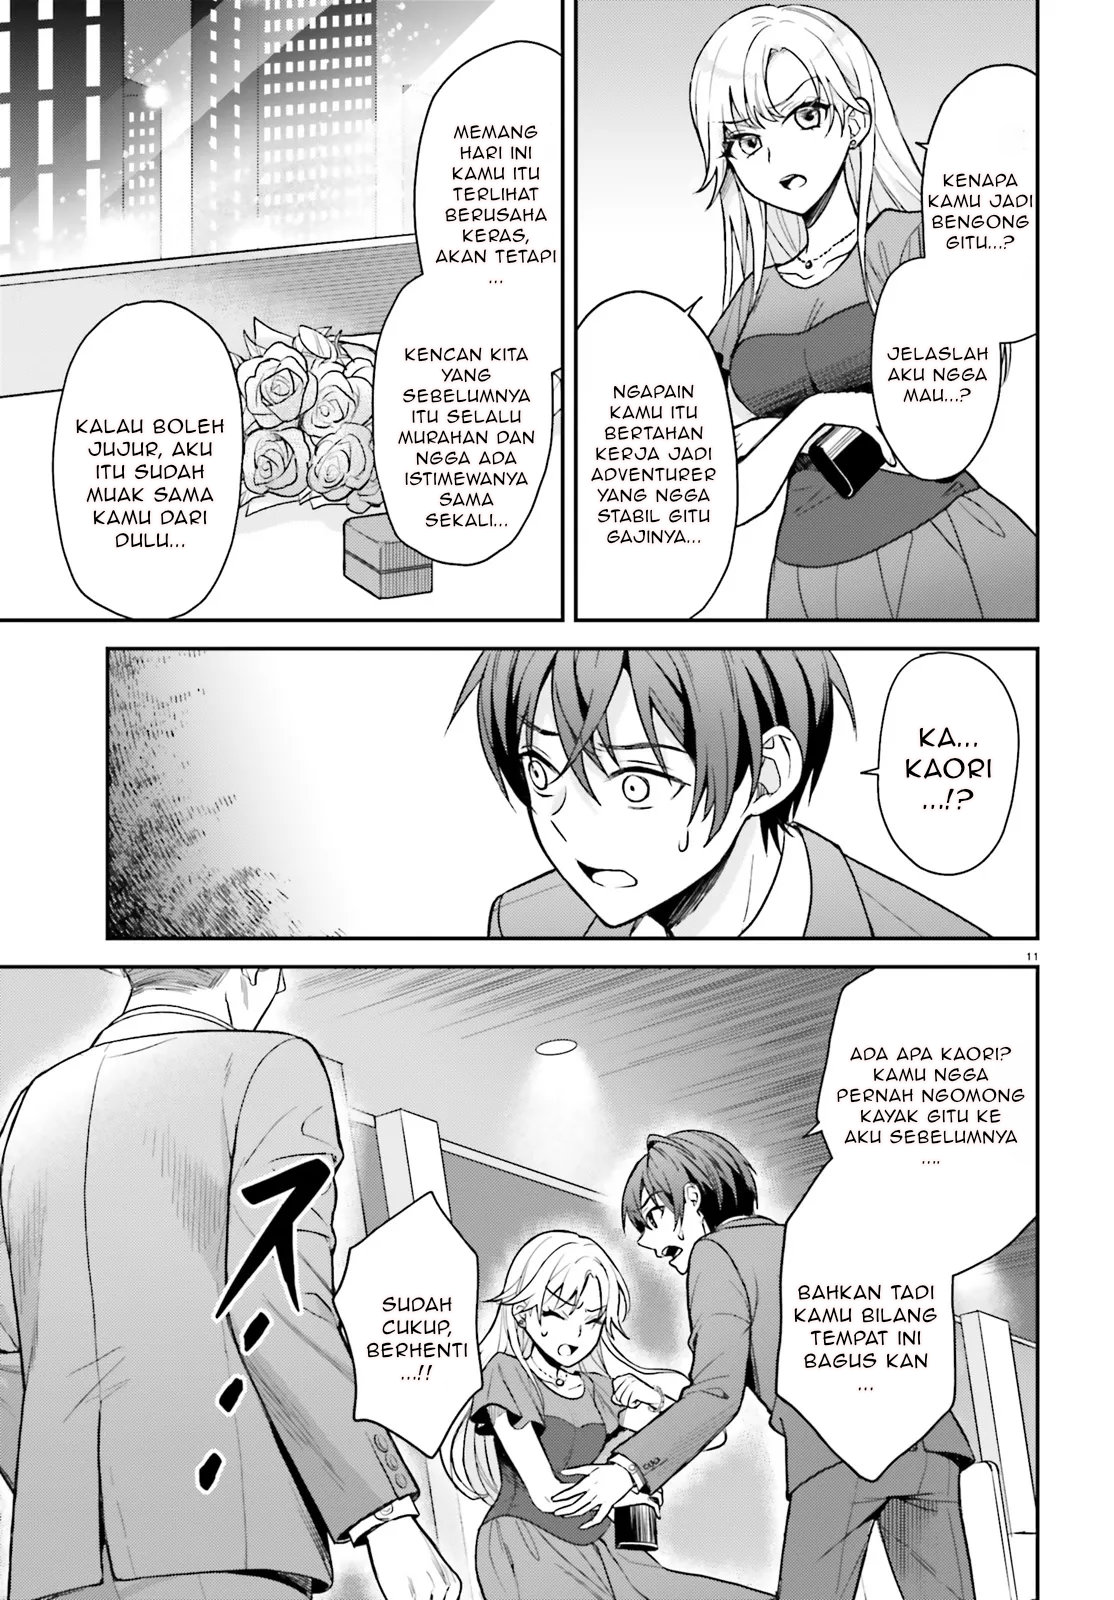 KENAPA
KAMU JADI
BENGONG
GITU...?
JELASLAH
AKU NGGA
MAU...?
NGAPAIN
KAMU ITU
BERTAHAN
KERJA JADI
ADVENTURER
YANG NGGA
STABIL GITU
GAJINYA...
MEMANG
HARI INI
KAMU ITU
TERLIHAT
BERUSAHA
KERAS,
AKAN TETAPI
...
KENCAN KITA
YANG
SEBELUMNYA
ITU SELALU
MURAHAN DAN
NGGA ADA
ISTIMEWANYA
SAMA
SEKALI...
KALAU BOLEH
JUJUR, AKU
ITU SUDAH
MUAK SAMA
KAMU DARI
DULU...
KA...
KAORI
...!?
11
ADA APA KAORI?
KAMU NGGA
PERNAH NGOMONG
KAYAK GITU KE
AKU SEBELUMNYA
....
BAHKAN TADI
KAMU BILANG
TEMPAT INI
BAGUS KAN
...
SUDAH
CUKUP,
BERHENTI
...!!
ス...